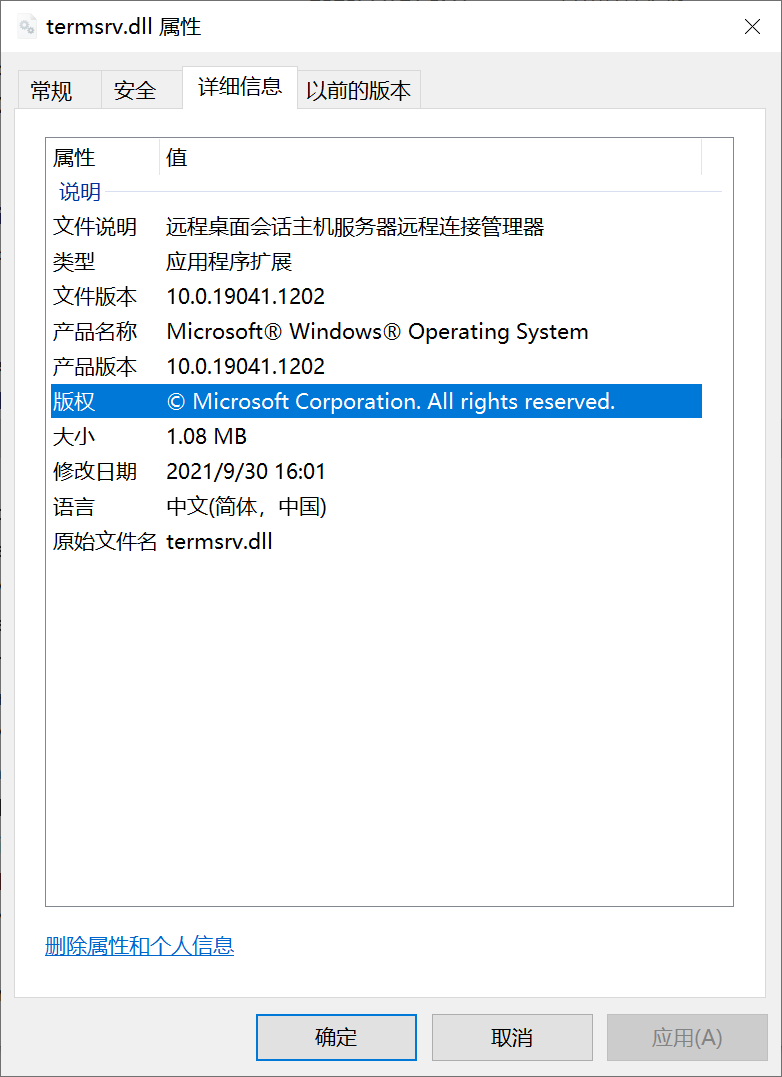 termsrv.dll 属性
常规 安全 详细信息 以前的版本
属性 值
说明
文件说明 远程桌面会话主机服务器远程连接管理器
类型 应用程序扩展
文件版本 10.0.19041.1202
产品名称 Microsoft® Windows® Operating System
产品版本 10.0.19041.1202
版权 © Microsoft Corporation. All rights reserved.
大小 1.08 MB
修改日期 2021/9/30 16:01
语言 中文(简体，中国)
原始文件名 termsrv.dll
删除属性和个人信息
确定 取消 应用(A)